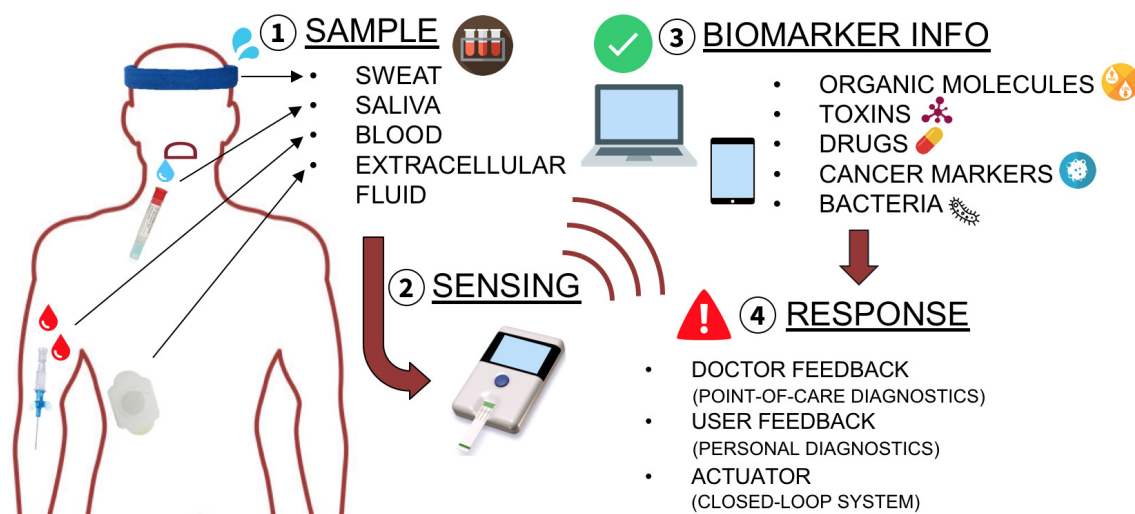 ① SAMPLE
• SWEAT
• SALIVA
• BLOOD
• EXTRACELLULAR
FLUID
② SENSING
③ BIOMARKER INFO
• ORGANIC MOLECULES
• TOXINS
• DRUGS
• CANCER MARKERS
• BACTERIA
④ RESPONSE
• DOCTOR FEEDBACK
(POINT-OF-CARE DIAGNOSTICS)
• USER FEEDBACK
(PERSONAL DIAGNOSTICS)
• ACTUATOR
(CLOSED-LOOP SYSTEM)